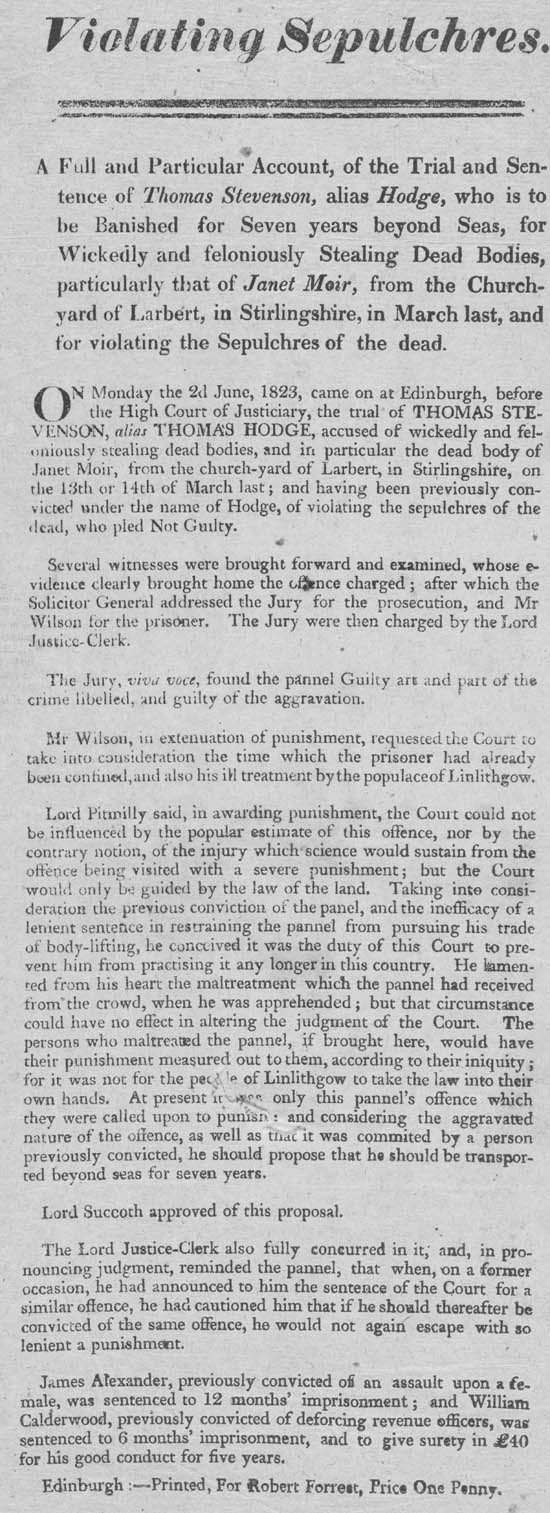 Violating Sepulchres.
A Full and Particular Account, of the Trial and Sen-
tence of Thomas Stevenson, alias Hodge, who is to
be Banished for Seven years beyond Seas, for
Wickedly and feloniously Stealing Dead Bodies,
particularly that of Janet Moir, from the Church-
yard of Larbert, in Stirlingshire, in March last, and
for violating the Sepulchres of the dead.
ON Monday the 2d June, 1823, came on at Edinburgh, before
the High Court of Justiciary, the trial of THOMAS STE-
VENSON, alias THOMAS HODGE, accused of wickedly and fel-
oniously stealing dead bodies, and in particular the dead body of
Janet Moir, from the church-yard of Larbert, in Stirlingshire, on
the 13th or 14th of March last; and having been previously con-
victed under the name of Hodge, of violating the sepulchres of the
dead, who pled Not Guilty.
Several witnesses were brought forward and examined, whose e-
vidence clearly brought home the offence charged; after which the
Solicitor General addressed the Jury for the prosecution, and Mr
Wilson for the prisoner. The Jury were then charged by the Lord
Justice-Clerk.
The Jury, viva voce, found the pannel Guilty art and part of the
crime libelled, and guilty of the aggravation.
Mr Wilson, in extenuation of punishment, requested the Court to
take into consideration the time which the prisoner had already
been confined, and also his ill treatment by the populace of Linlithgow.
Lord Pitmilly said, in awarding punishment, the Court could not
be influenced by the popular estimate of this offence, nor by the
contrary notion, of the injury which science would sustain from the
offence being visited with a severe punishment; but the Court
would only be guided by the law of the land. Taking into consi-
deration the previous conviction of the panel, and the inefficacy of a
lenient sentence in restraining the pannel from pursuing his trade
of body-lifting, he conceived it was the duty of this Court to pre-
vent him from practising it any longer in this country. He lamen-
ted from his heart the maltreatment which the pannel had received
from the crowd, when he was apprehended; but that circumstance
could have no effect in altering the judgment of the Court. The
persons who maltreated the pannel, if brought here, would have
their punishment measured out to them, according to their iniquity;
for it was not for the people of Linlithgow to take the law into their
own hands. At present it was only this pannel's offence which
they were called upon to punish: and considering the aggravated
nature of the offence, as well as that it was commited by a person
previously convicted, he should propose that he should be transpor-
ted beyond seas for seven years.
Lord Succoth approved of this proposal.
The Lord Justice-Clerk also fully concurred in it, and, in pro-
nouncing judgment, reminded the pannel, that when, on a former
occasion, he had announced to him the sentence of the Court for a
similar offence, he had cautioned him that if he should thereafter be
convicted of the same offence, he would not again escape with so
lenient a punishment.
James Alexander, previously convicted of an assault upon a fe-
male, was sentenced to 12 months' imprisonment; and William
Calderwood, previously convicted of deforcing revenue officers, was
sentenced to 6 months' imprisonment, and to give surety in £40
for his good conduct for five years.
Edinburgh:—Printed, For Robert Forrest, Price One Penny.